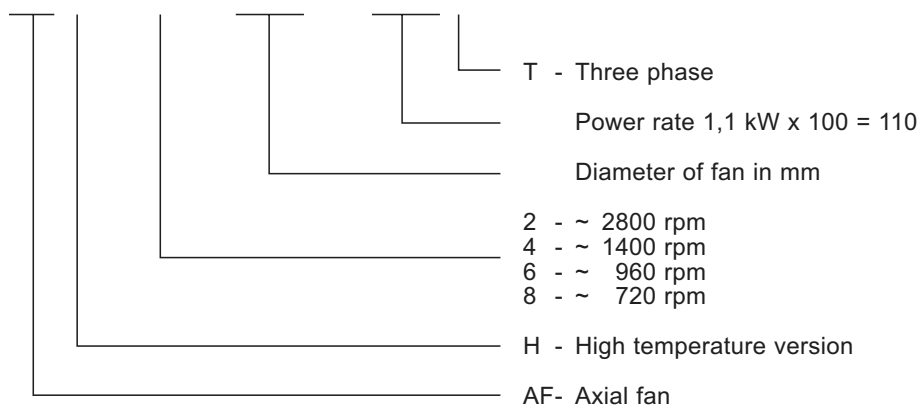 T - Three phase
Power rate 1,1 kW x 100 = 110
Diameter of fan in mm
2 - ~ 2800 rpm
4 - ~ 1400 rpm
6 - ~ 960 rpm
8 - ~ 720 rpm
H - High temperature version
AF- Axial fan